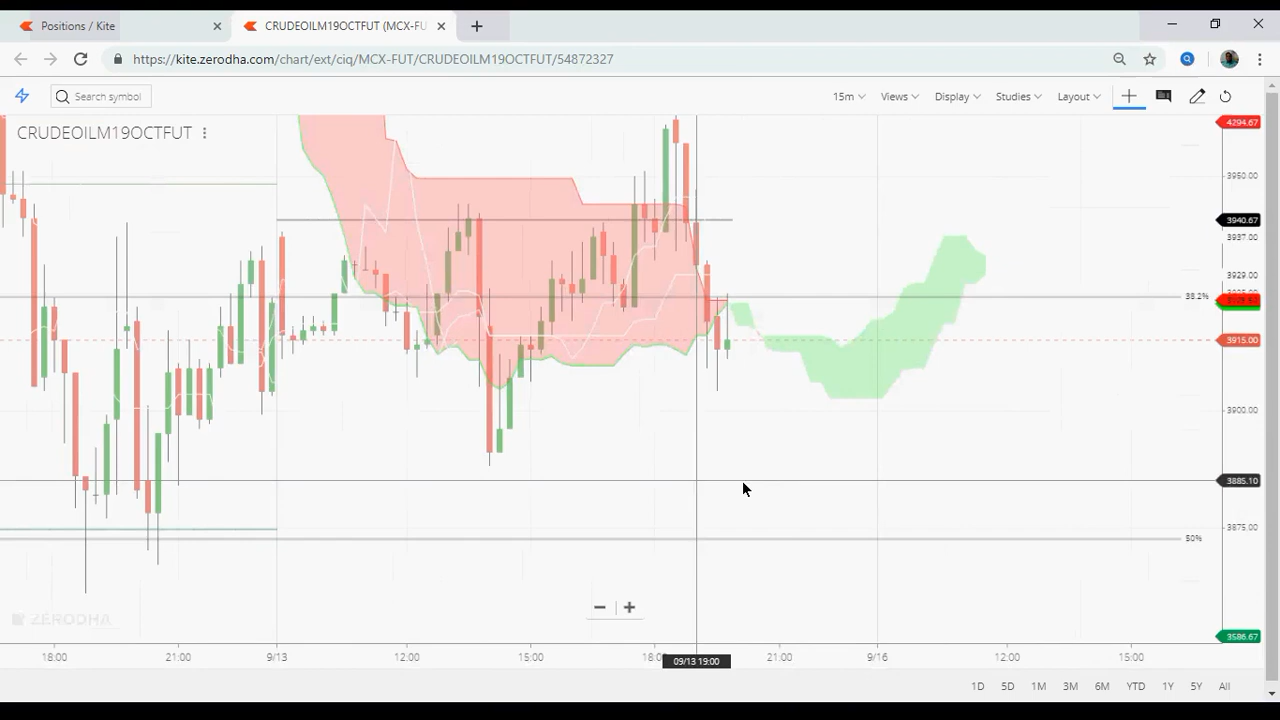 Positions / Kite
CRUDEOILM19OCTFUT (MCX-FU
https://kite.zerodha.com/chart/ext/ciq/MCX-FUT/CRUDEOILM19OCTFUT/54872327
Search symbol
15m Views Display Studies Layout
CRUDEOILM19OCTFUT
4294.67
3950.00
3940.67
3937.00
3929.00
38.2%
3915.00
3900.00
3885.10
3875.00
50%
ZERODHA
3586.67
18:00 21:00 9/13 12:00 15:00 18:0 09/13 19:00 21:00 9/16 12:00 15:00
1D 5D 1M 3M 6M YTD 1Y 5Y All